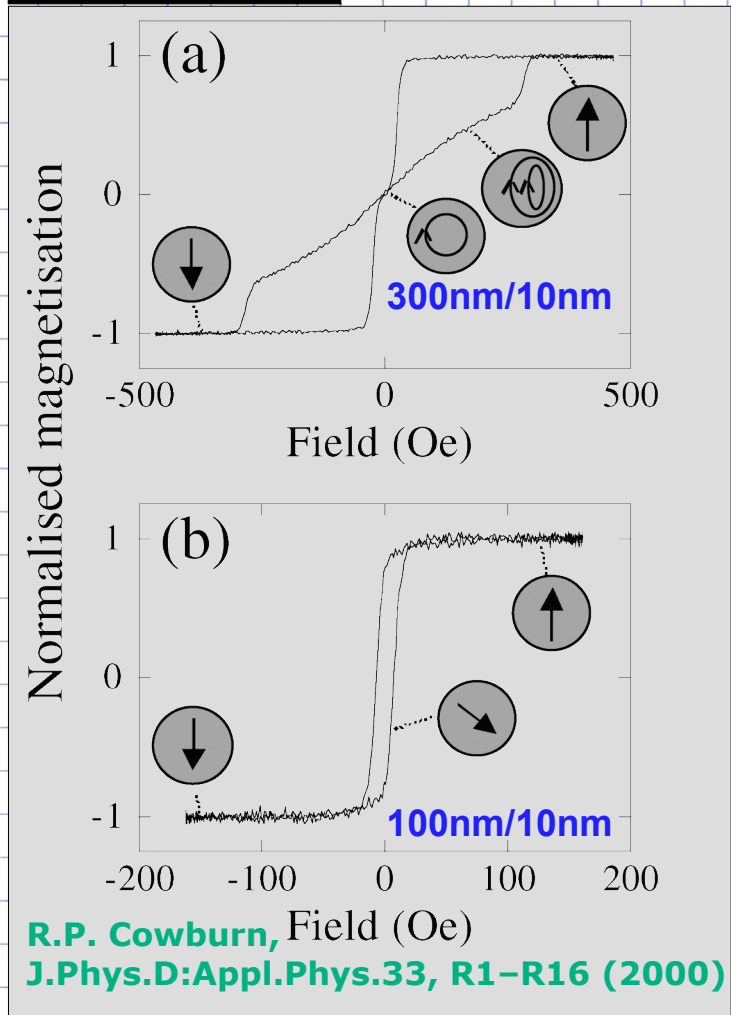 (a)
1
0
-1
300nm/10nm
-500
0
500
Field (Oe)
Normalised magnetisation
(b)
1
0
-1
100nm/10nm
-200
-100
0
100
200
Field (Oe)
R.P. Cowburn,
J.Phys.D:Appl.Phys.33, R1–R16 (2000)